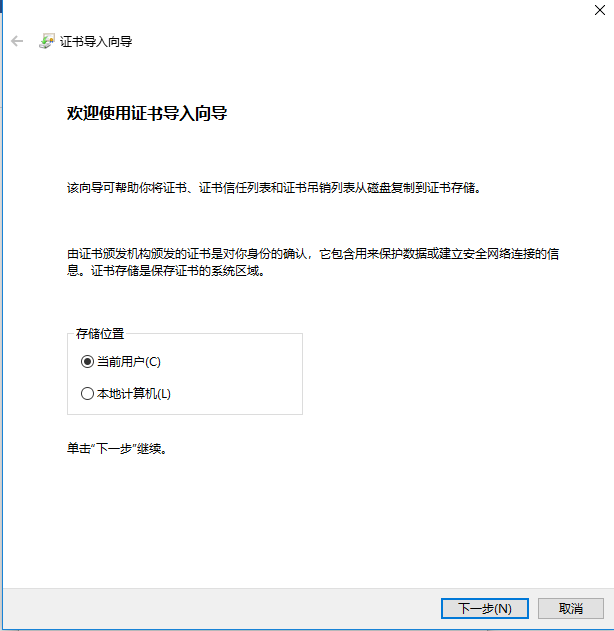 证书导入向导
欢迎使用证书导入向导
该向导可帮助你将证书、证书信任列表和证书吊销列表从磁盘复制到证书存储。
由证书颁发机构颁发的证书是对你身份的确认，它包含用来保护数据或建立安全网络连接的信
息。证书存储是保存证书的系统区域。
存储位置
当前用户(C)
本地计算机(L)
单击“下一步”继续。
下一步(N)
取消